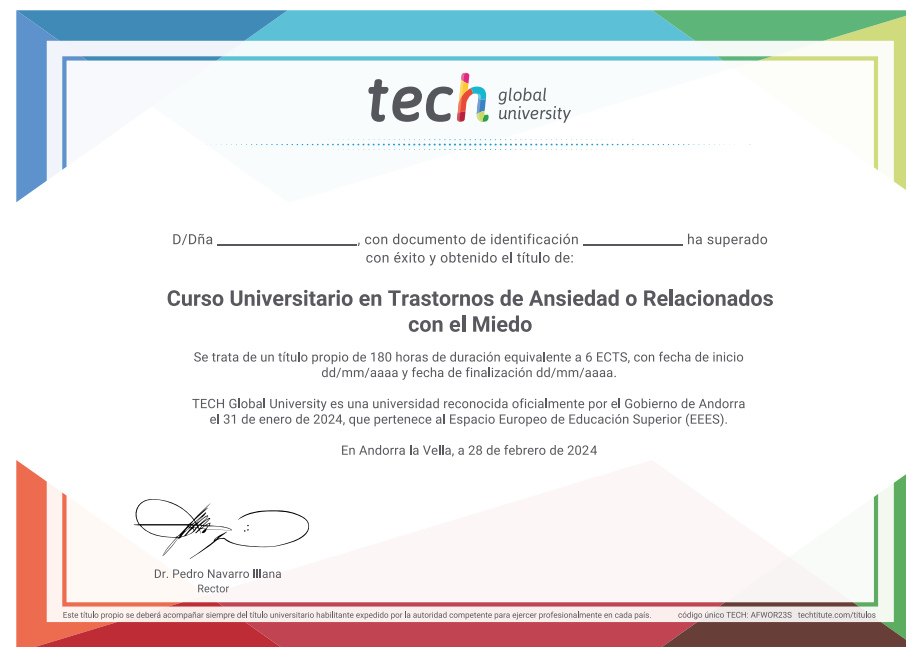 tech global university
D/Dña ____________________, con documento de identificación ______________ ha superado
con éxito y obtenido el título de:
Curso Universitario en Trastornos de Ansiedad o Relacionados
con el Miedo
Se trata de un título propio de 180 horas de duración equivalente a 6 ECTS, con fecha de inicio
dd/mm/aaaa y fecha de finalización dd/mm/aaaa.
TECH Global University es una universidad reconocida oficialmente por el Gobierno de Andorra
el 31 de enero de 2024, que pertenece al Espacio Europeo de Educación Superior (EEES).
En Andorra la Vella, a 28 de febrero de 2024
Dr. Pedro Navarro Illana
Rector
Este título propio se deberá acompañar siempre del título universitario habilitante expedido por la autoridad competente para ejercer profesionalmente en cada país. código único TECH: AFWOR23S techtitute.com/titulos